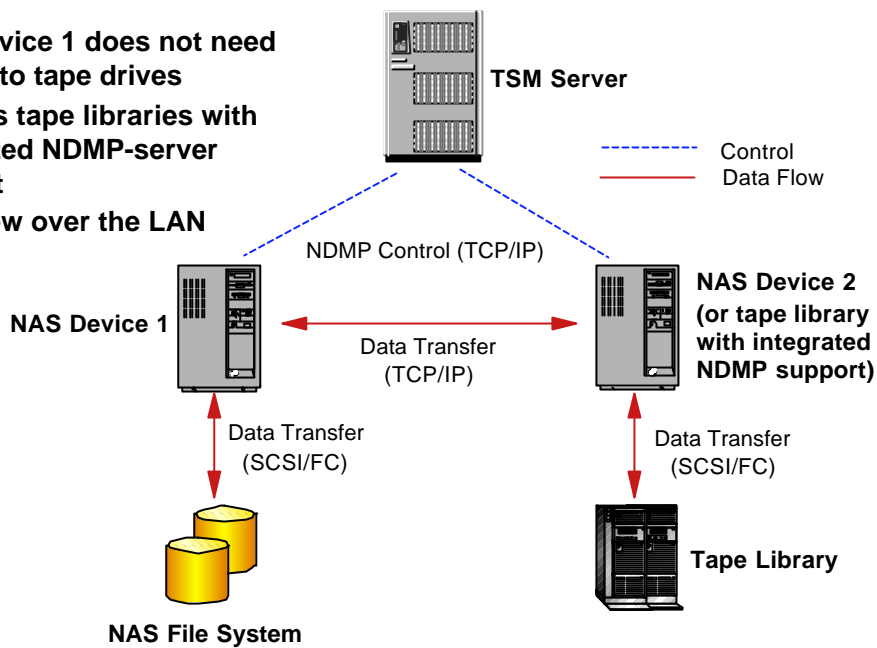 vice 1 does not need
to tape drives
s tape libraries with
ted NDMP-server
t
w over the LAN
TSM Server
Control
Data Flow
NDMP Control (TCP/IP)
NAS Device 1
NAS Device 2
(or tape library
with integrated
NDMP support)
Data Transfer
(TCP/IP)
Data Transfer
(SCSI/FC)
Data Transfer
(SCSI/FC)
Tape Library
NAS File System